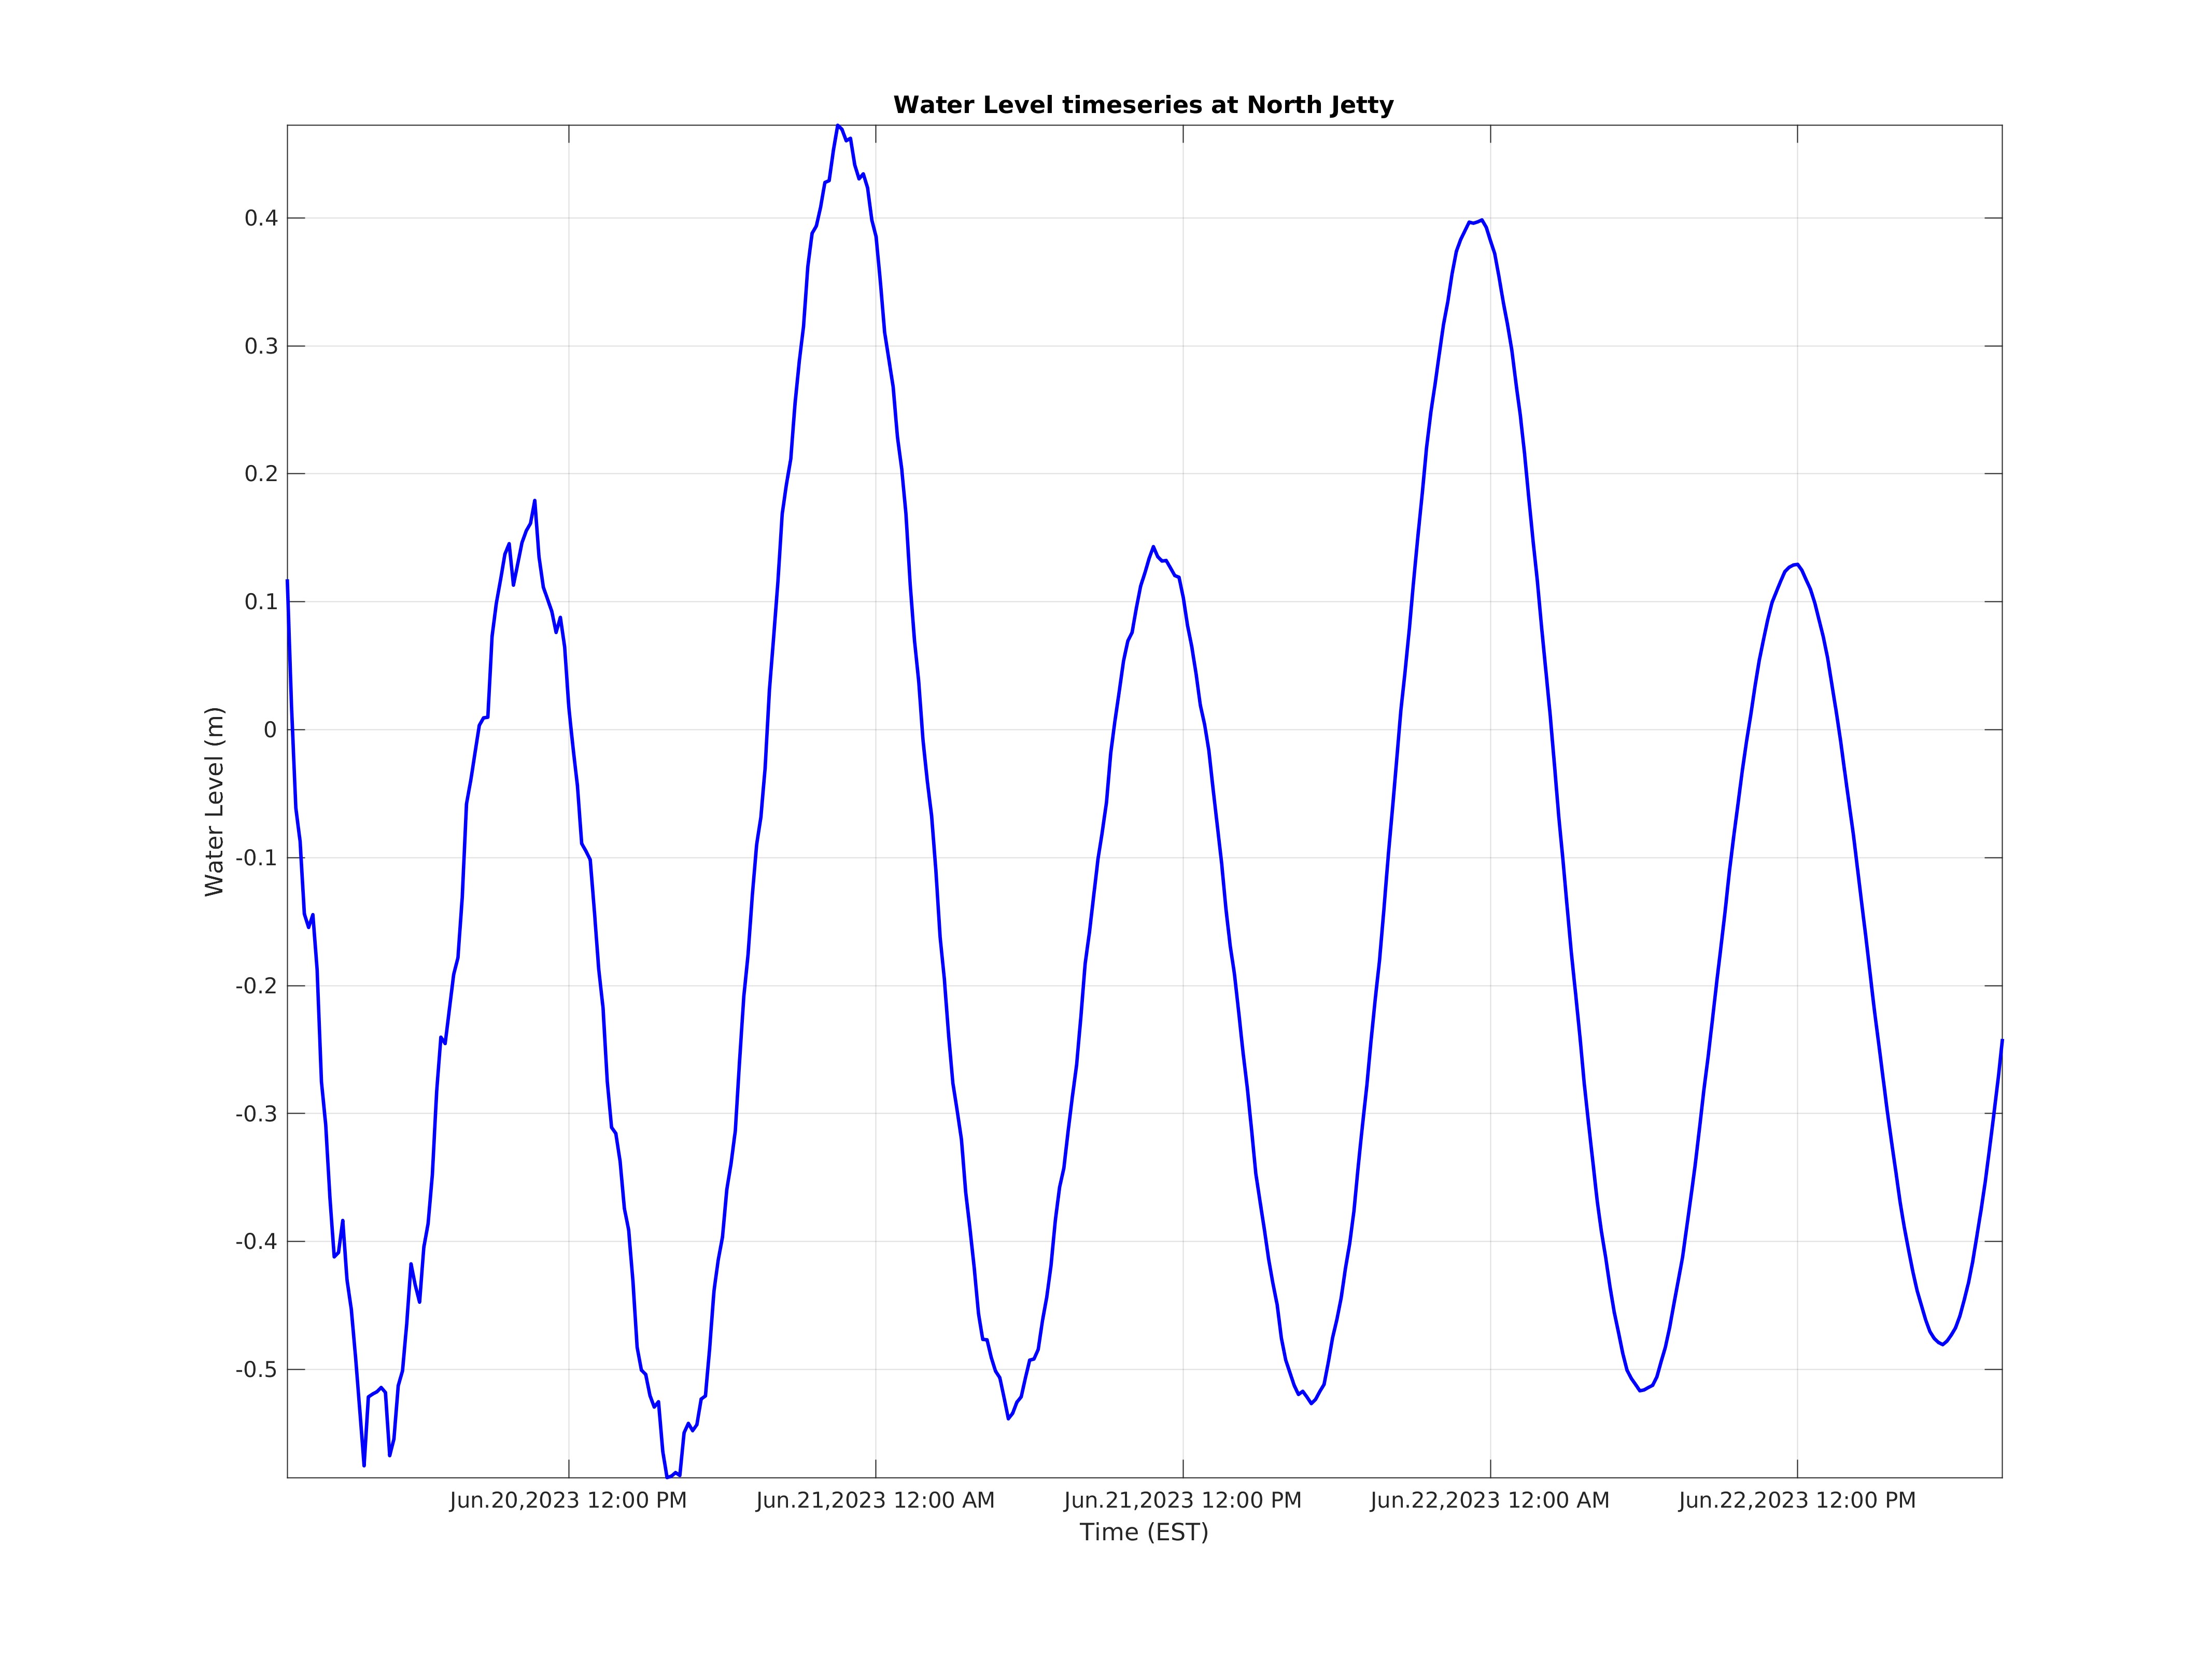 Water Level timeseries at North Jetty
0.4
0.3
0.2
0.1
0
-0.1
-0.2
-0.3
-0.4
-0.5
Water Level (m)
Jun.20,2023 12:00 PM
Jun.21,2023 12:00 AM
Jun.21,2023 12:00 PM
Jun.22,2023 12:00 AM
Jun.22,2023 12:00 PM
Time (EST)